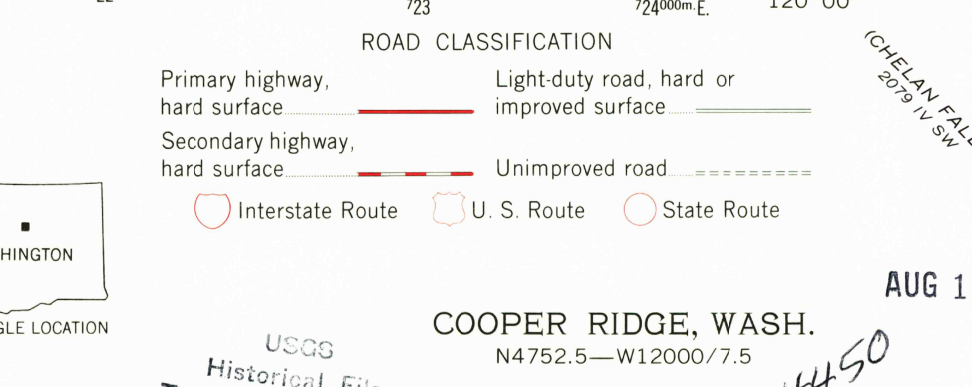 723
724000m.E.
120°00'
ROAD CLASSIFICATION
Primary highway,
hard surface
Light-duty road, hard or
improved surface
Secondary highway,
hard surface
Unimproved road
Interstate Route
U. S. Route
State Route
(CHELAN FALL
2079 IV SW
HINGTON
GLE LOCATION
AUG 1
COOPER RIDGE, WASH.
N4752.5—W12000/7.5
USGS
Historical File